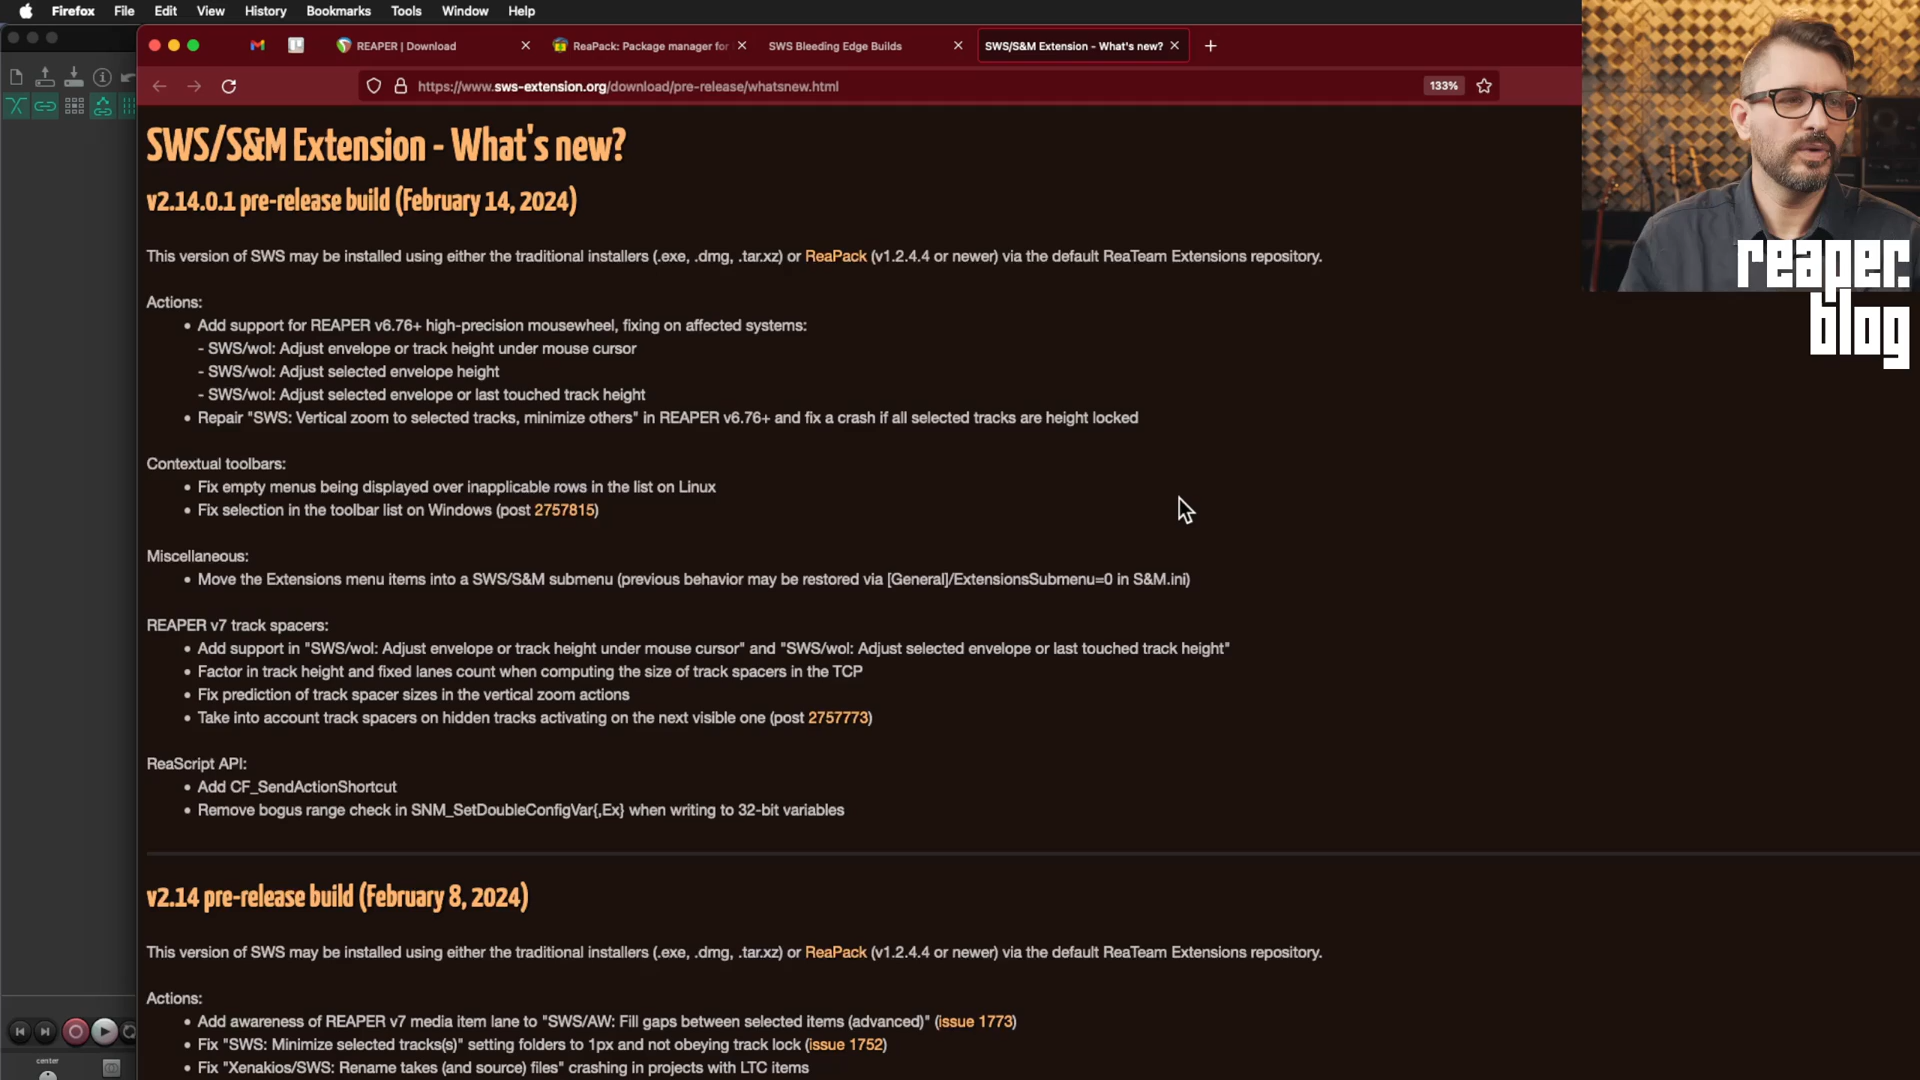 Firefox File Edit View History Bookmarks Tools Window Help
REAPER | Download
ReaPack: Package manager for
SWS Bleeding Edge Builds
SWS/S&M Extension - What's new?
https://www.sws-extension.org/download/pre-release/whatsnew.html
133%
SWS/S&M Extension - What's new?
v2.14.0.1 pre-release build (February 14, 2024)
This version of SWS may be installed using either the traditional installers (.exe, .dmg, .tar.xz) or ReaPack (v1.2.4.4 or newer) via the default ReaTeam Extensions repository.
Actions:
• Add support for REAPER v6.76+ high-precision mousewheel, fixing on affected systems:
- SWS/wol: Adjust envelope or track height under mouse cursor
- SWS/wol: Adjust selected envelope height
- SWS/wol: Adjust selected envelope or last touched track height
• Repair "SWS: Vertical zoom to selected tracks, minimize others" in REAPER v6.76+ and fix a crash if all selected tracks are height locked
Contextual toolbars:
• Fix empty menus being displayed over inapplicable rows in the list on Linux
• Fix selection in the toolbar list on Windows (post 2757815)
Miscellaneous:
• Move the Extensions menu items into a SWS/S&M submenu (previous behavior may be restored via [General]/ExtensionsSubmenu=0 in S&M.ini)
REAPER v7 track spacers:
• Add support in "SWS/wol: Adjust envelope or track height under mouse cursor" and "SWS/wol: Adjust selected envelope or last touched track height"
• Factor in track height and fixed lanes count when computing the size of track spacers in the TCP
• Fix prediction of track spacer sizes in the vertical zoom actions
• Take into account track spacers on hidden tracks activating on the next visible one (post 2757773)
ReaScript API:
• Add CF_SendActionShortcut
• Remove bogus range check in SNM_SetDoubleConfigVar{,Ex} when writing to 32-bit variables
v2.14 pre-release build (February 8, 2024)
This version of SWS may be installed using either the traditional installers (.exe, .dmg, .tar.xz) or ReaPack (v1.2.4.4 or newer) via the default ReaTeam Extensions repository.
Actions:
• Add awareness of REAPER v7 media item lane to "SWS/AW: Fill gaps between selected items (advanced)" (issue 1773)
• Fix "SWS: Minimize selected tracks(s)" setting folders to 1px and not obeying track lock (issue 1752)
• Fix "Xenakios/SWS: Rename takes (and source) files" crashing in projects with LTC items
center
reaper.
blog